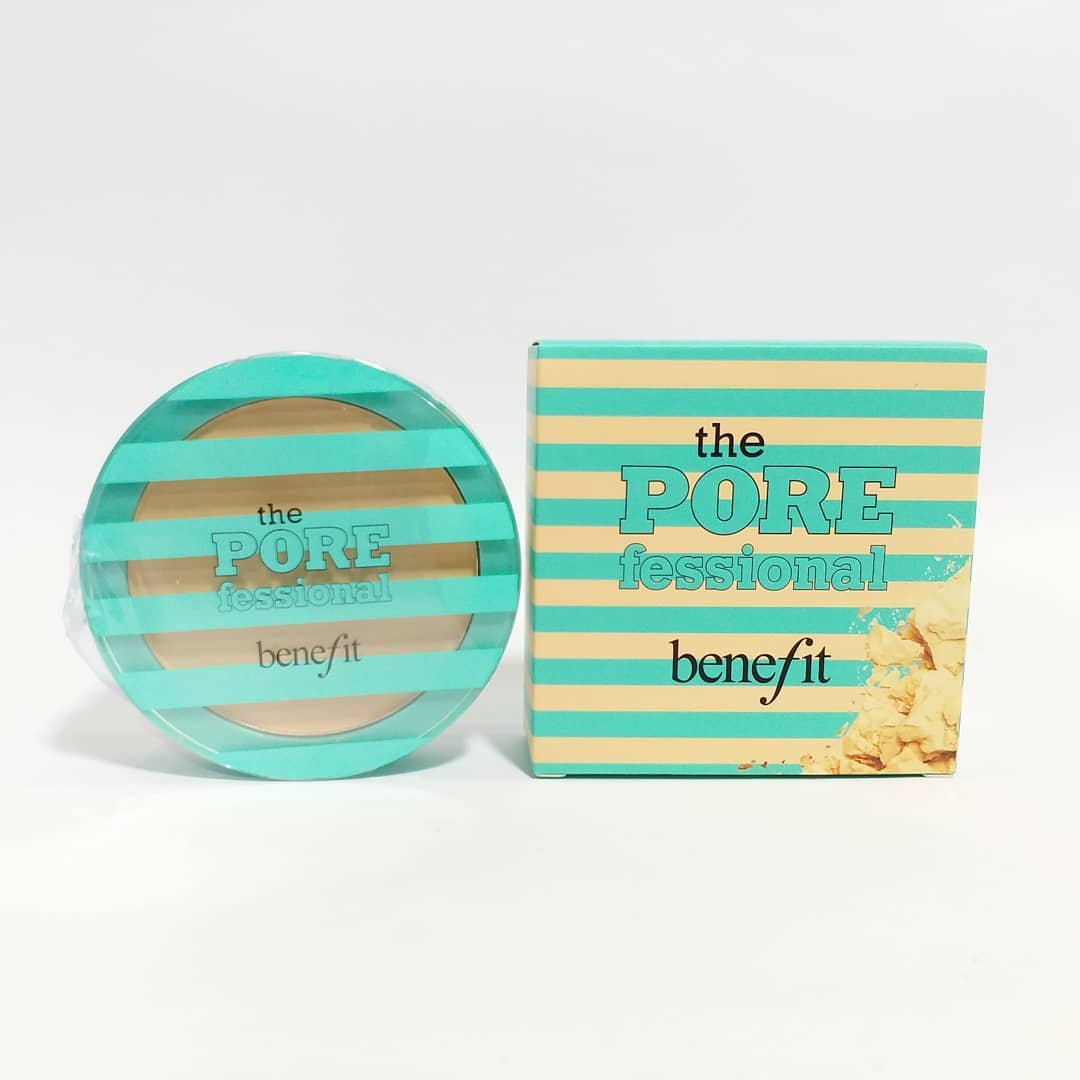 the
PORE
fessional
benefit
the
PORE
fessional
benefit